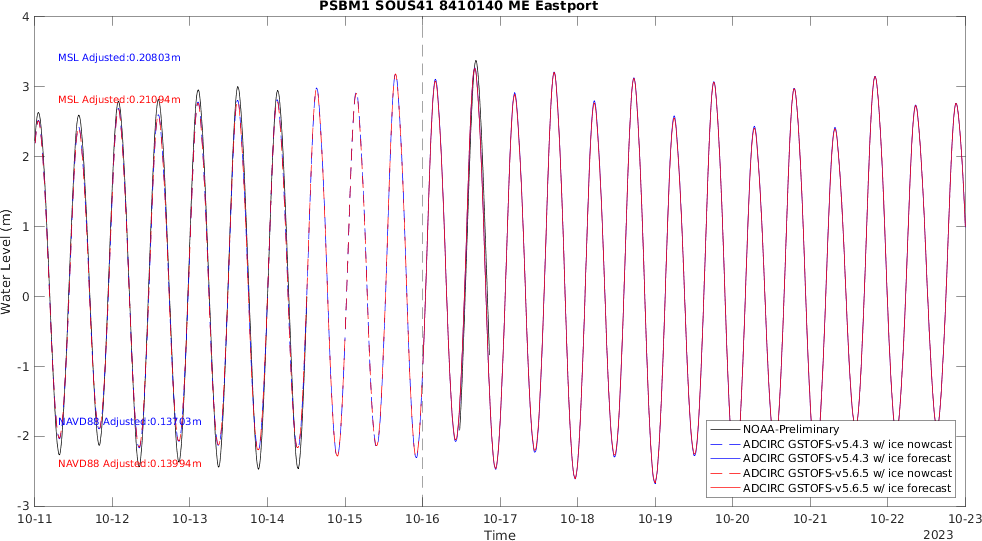 PSBM1 SOUS41 8410140 ME Eastport
4
3
2
1
0
-1
-2
-3
Water Level (m)
MSL Adjusted:0.20803m
MSL Adjusted:0.21094m
NAVD88 Adjusted:0.13703m
NAVD88 Adjusted:0.13994m
NOAA-Preliminary
ADCIRC GSTOFS-v5.4.3 w/ ice nowcast
ADCIRC GSTOFS-v5.4.3 w/ ice forecast
ADCIRC GSTOFS-v5.6.5 w/ ice nowcast
ADCIRC GSTOFS-v5.6.5 w/ ice forecast
10-11 10-12 10-13 10-14 10-15 10-16 10-17 10-18 10-19 10-20 10-21 10-22 10-23
Time
2023